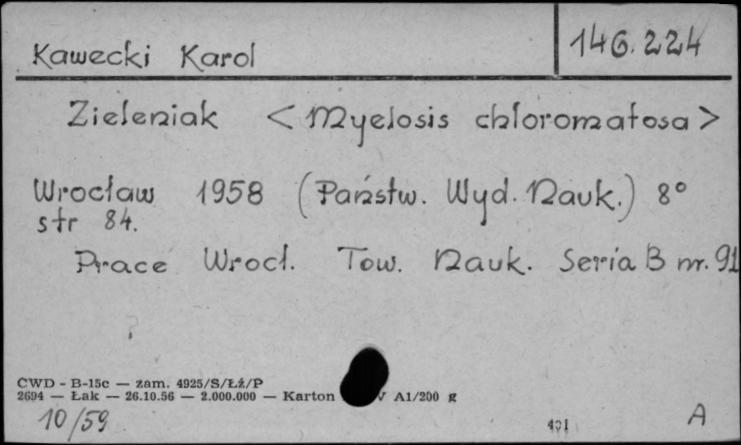 Kawecki Karol 146.224
Zieleniak <Myelosis chloromatosa>
Wrocław 1958 (Państw. Wyd. Nauk.) 8°
str 84.
Prace Wrocł. Tow. Nauk. Seria B nr. 91
CWD - B-15c — zam. 4925/S/Łź/P
2694 — Łak — 26.10.56 — 2.000.000 — Karton V A1/200 g
10/59 401 A